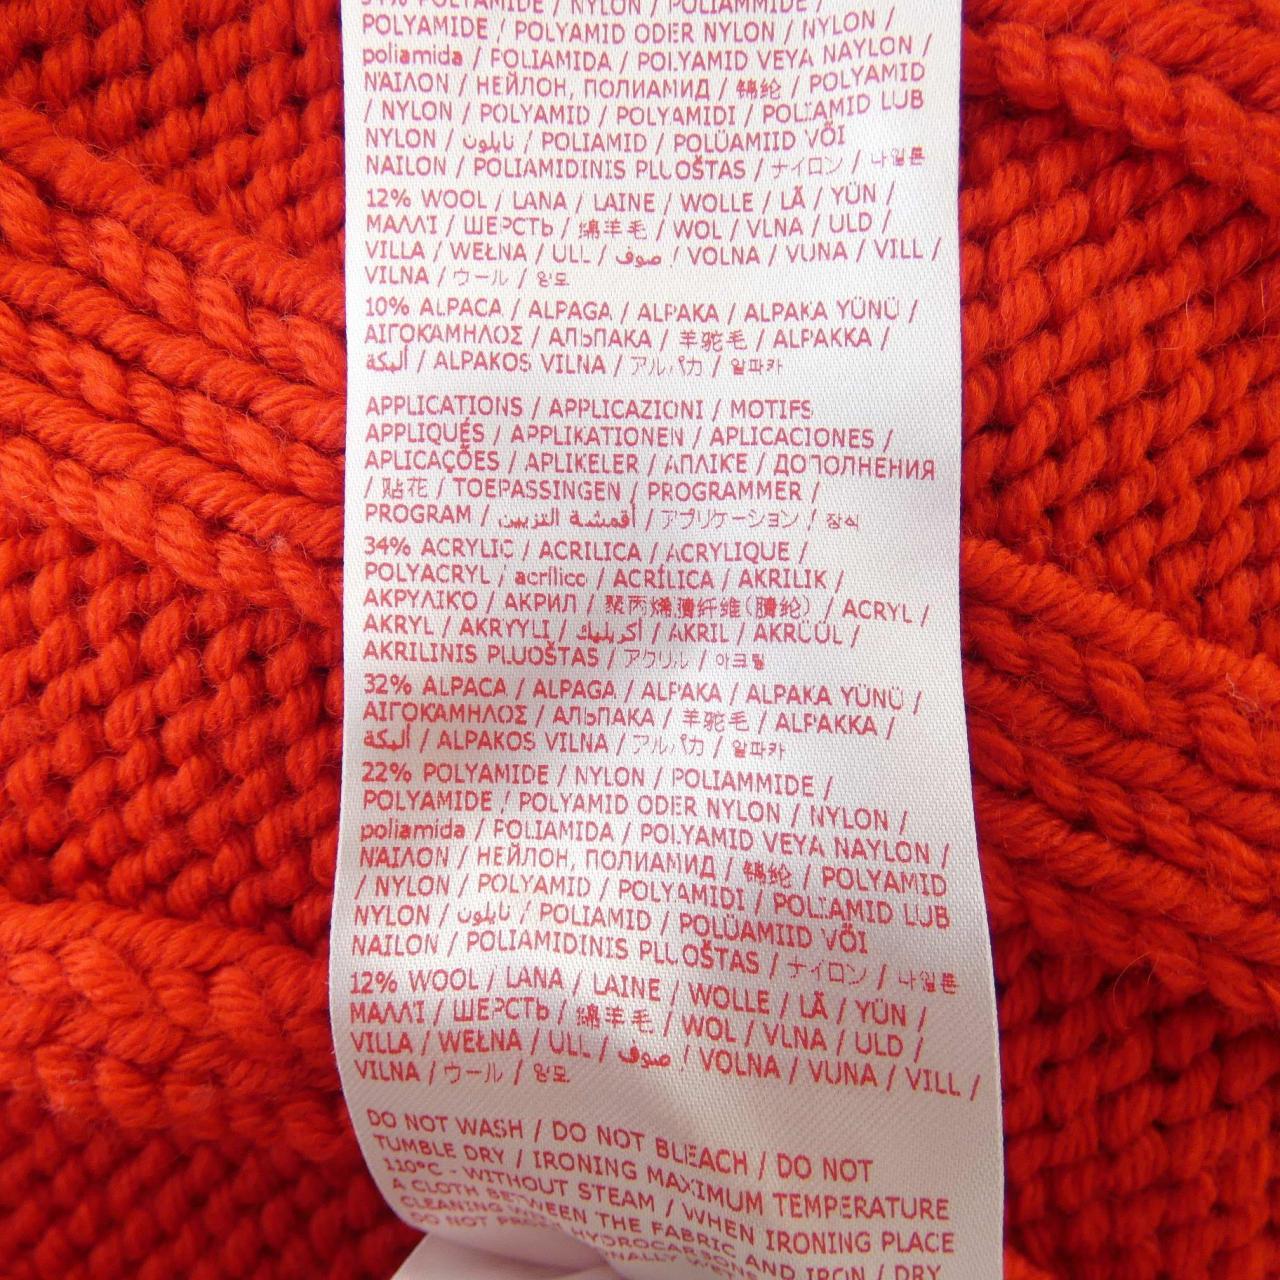 34% POLYAMIDE / NYLON / POLIAMMIDE /
POLYAMIDE / POLYAMID ODER NYLON / NYLON /
poliamida / POLIAMIDA / POLYAMID VEYA NAYLON /
ΝΑΪΛΟΝ / НЕЙЛОН, ПОЛИАМИД / 锦纶 / POLYAMID
/ NYLON / POLYAMID / POLYAMIDI / POLIAMID LUB
NYLON / نايلون / POLIAMID / POLÜAMIID VÕI
NAILON / POLIAMIDINIS PLUOŠTAS / ナイロン / 나일론
12% WOOL / LANA / LAINE / WOLLE / LÃ / YÜN /
ΜΑΛΛΙ / ШЕРСТЬ / 绵羊毛 / WOL / VLNA / ULD /
VILLA / WEŁNA / ULL / صوف / VOLNA / VUNA / VILL /
VILNA / ウール / 양모
10% ALPACA / ALPAGA / ALPAKA / ALPAKA YÜNÜ /
ΑΙΓΟΚΑΜΗΛΟΣ / АЛЬПАКА / 羊驼毛 / ALPAKKA /
ألبكة / ALPAKOS VILNA / アルパカ / 알파카
APPLICATIONS / APPLICAZIONI / MOTIFS
APPLIQUÉS / APPLIKATIONEN / APLICACIONES /
APLICAÇÕES / APLIKELER / ΑΠΛΙΚΕ / ДОПОЛНЕНИЯ
/ 贴花 / TOEPASSINGEN / PROGRAMMER /
PROGRAM / أقمشة التزيين / アプリケーション / 장식
34% ACRYLIC / ACRILICA / ACRYLIQUE /
POLYACRYL / acrílico / ACRÍLICA / AKRILIK /
ΑΚΡΥΛΙΚΟ / АКРИЛ / 聚丙烯腈纤维(腈纶) / ACRYL /
AKRYL / AKRYYLI / أكريليك / AKRIL / AKRÜÜL /
AKRILINIS PLUOŠTAS / アクリル / 아크릴
32% ALPACA / ALPAGA / ALPAKA / ALPAKA YÜNÜ /
ΑΙΓΟΚΑΜΗΛΟΣ / АЛЬПАКА / 羊驼毛 / ALPAKKA /
ألبكة / ALPAKOS VILNA / アルパカ / 알파카
22% POLYAMIDE / NYLON / POLIAMMIDE /
POLYAMIDE / POLYAMID ODER NYLON / NYLON /
poliamida / POLIAMIDA / POLYAMID VEYA NAYLON /
ΝΑΪΛΟΝ / НЕЙЛОН, ПОЛИАМИД / 锦纶 / POLYAMID
/ NYLON / POLYAMID / POLYAMIDI / POLIAMID LUB
NYLON / نايلون / POLIAMID / POLÜAMIID VÕI
NAILON / POLIAMIDINIS PLUOŠTAS / ナイロン / 나일론
12% WOOL / LANA / LAINE / WOLLE / LÃ / YÜN /
ΜΑΛΛΙ / ШЕРСТЬ / 绵羊毛 / WOL / VLNA / ULD /
VILLA / WEŁNA / ULL / صوف / VOLNA / VUNA / VILL /
VILNA / ウール / 양모
DO NOT WASH / DO NOT BLEACH / DO NOT
TUMBLE DRY / IRONING MAXIMUM TEMPERATURE
110°C - WITHOUT STEAM / WHEN IRONING PLACE
A CLOTH BETWEEN THE FABRIC AND IRON / DRY
CLEANING HYDROCARBONS
DO NOT